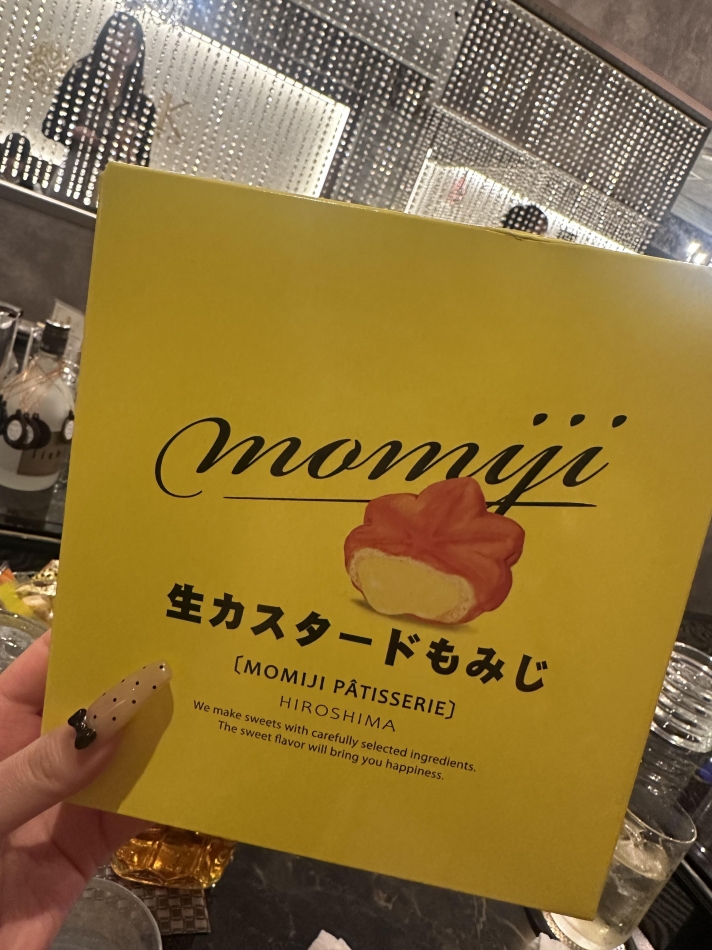 K
momiji
生カスタードもみじ
[MOMIJI PÂTISSERIE]
HIROSHIMA
We make sweets with carefully selected ingredients.
The sweet flavor will bring you happiness.